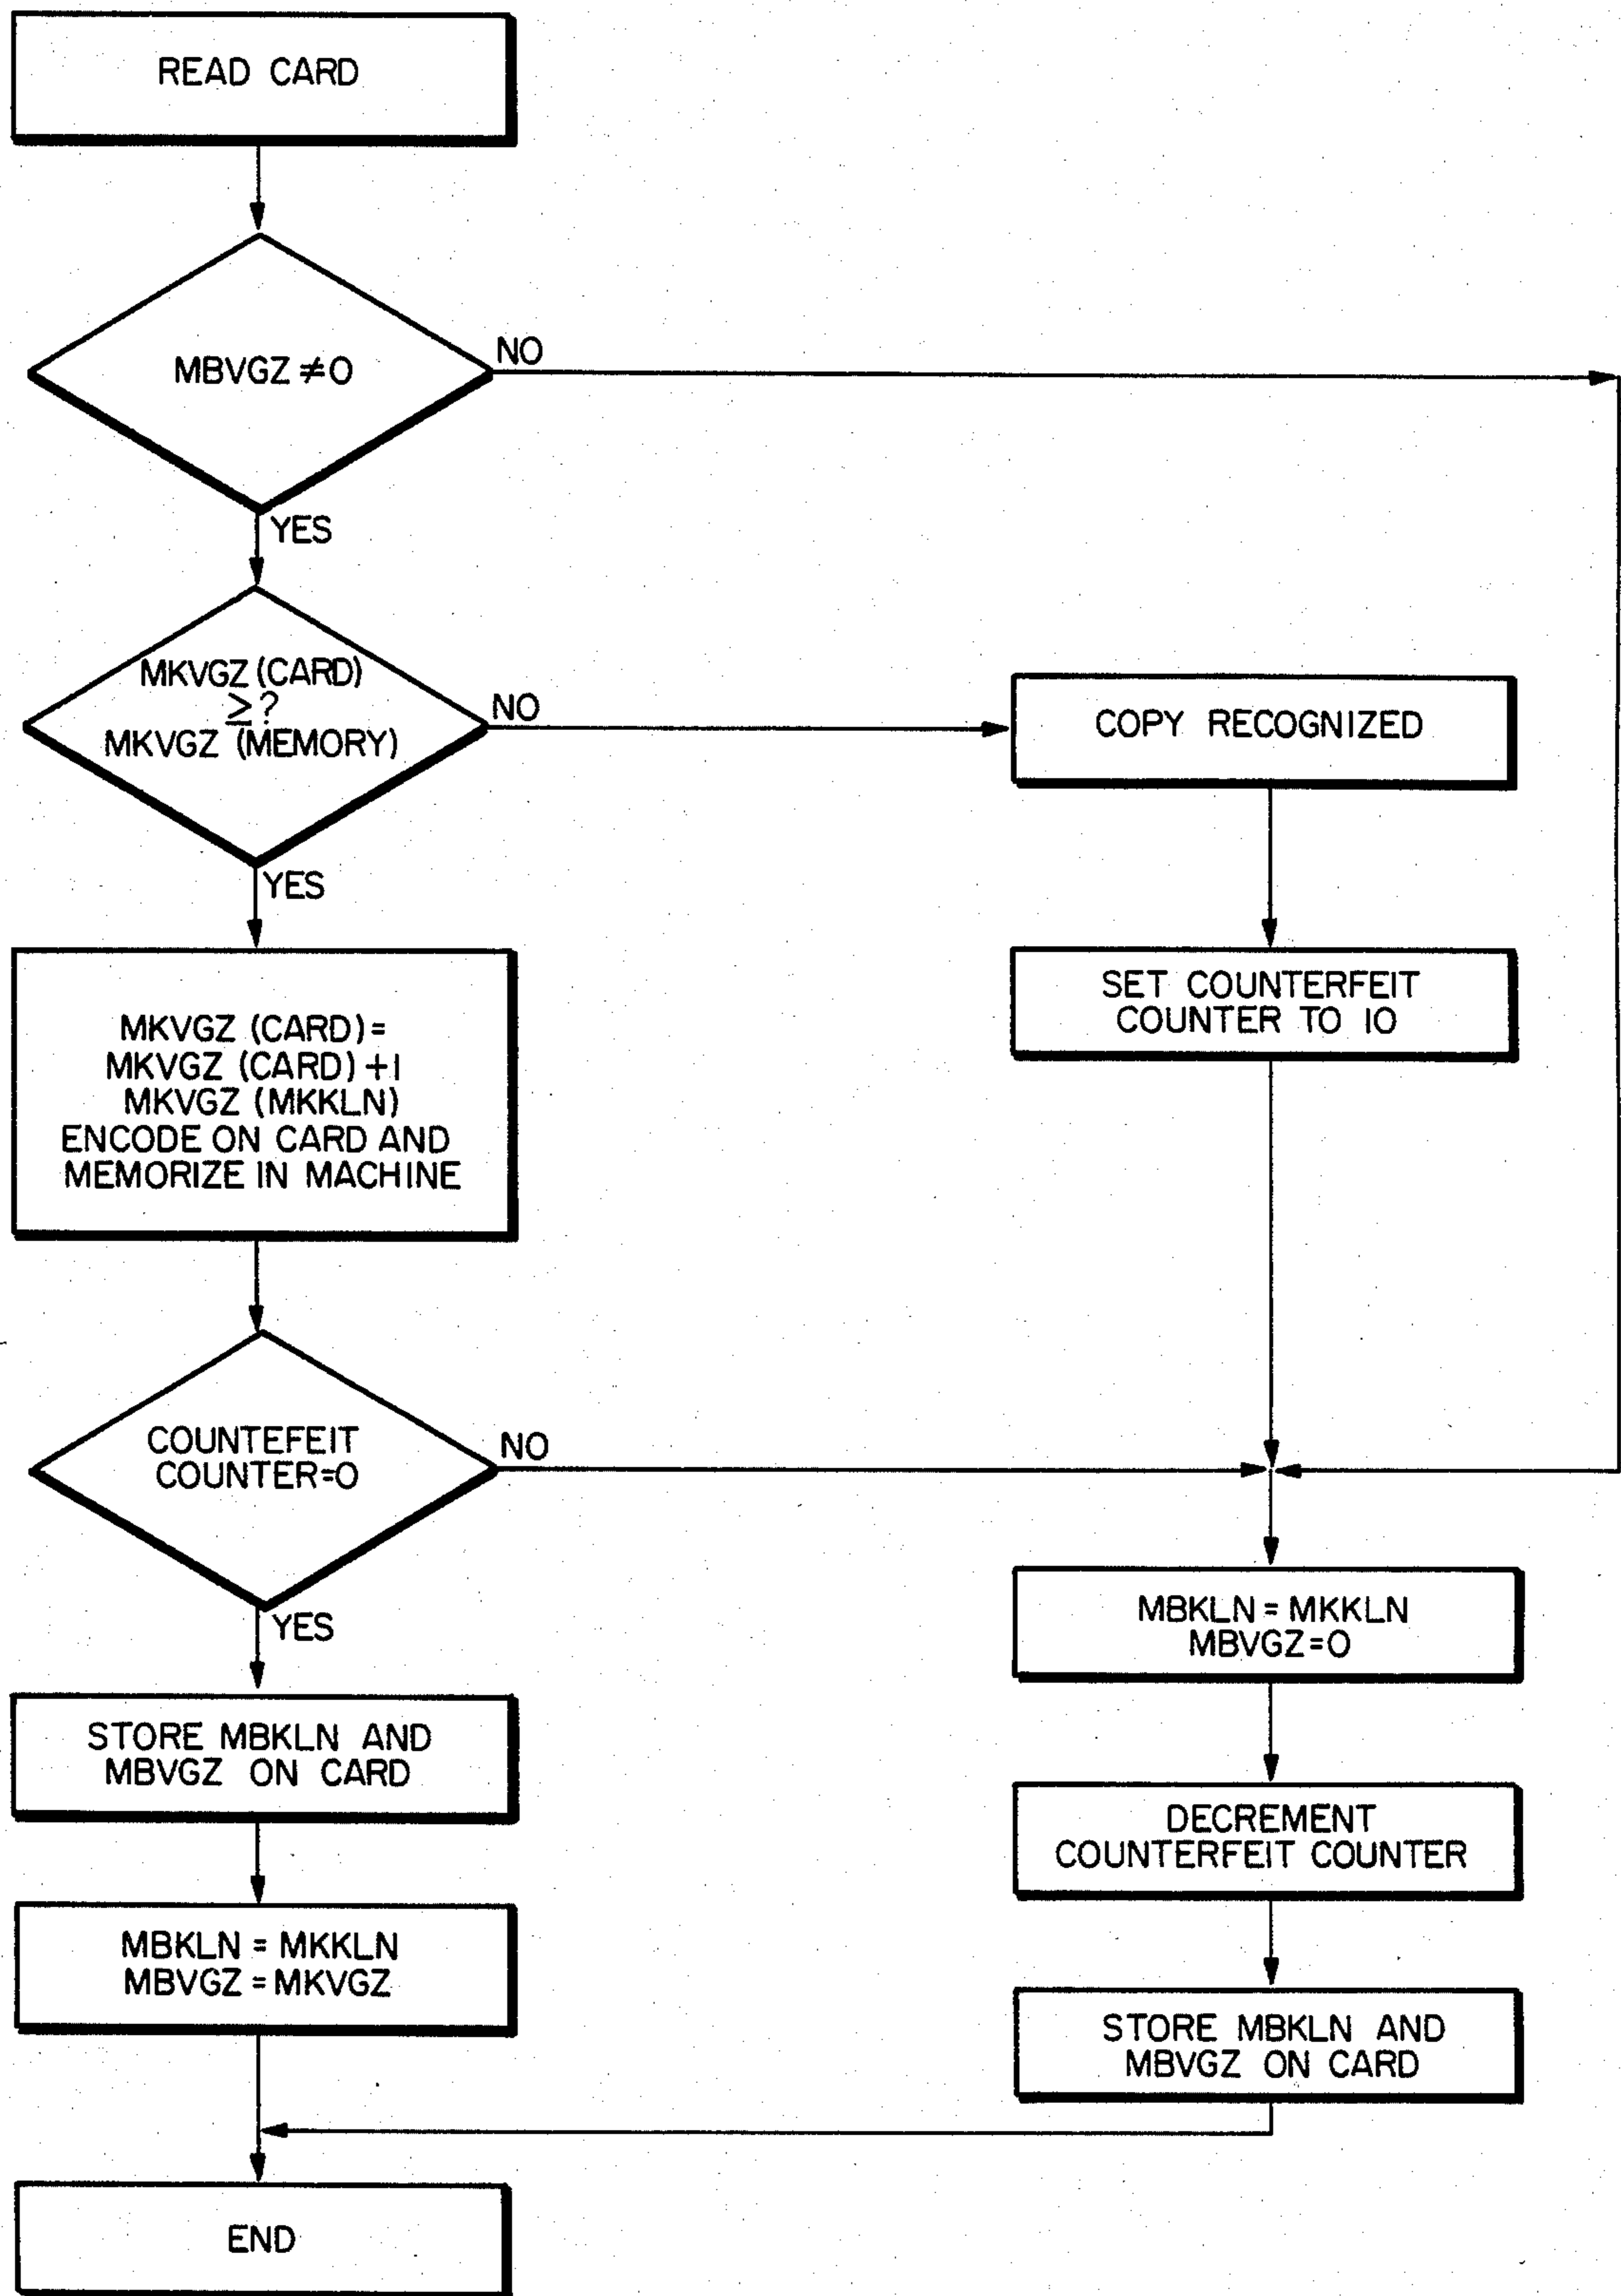 READ CARD
MBVGZ ≠0
NO
YES
MKVGZ (CARD)
≥?
MKVGZ (MEMORY)
NO
YES
COPY RECOGNIZED
SET COUNTERFEIT
COUNTER TO 10
MKVGZ (CARD)=
MKVGZ (CARD)+1
MKVGZ (MKKLN)
ENCODE ON CARD AND
MEMORIZE IN MACHINE
COUNTEFEIT
COUNTER=0
NO
YES
MBKLN = MKKLN
MBVGZ=0
STORE MBKLN AND
MBVGZ ON CARD
DECREMENT
COUNTERFEIT COUNTER
MBKLN = MKKLN
MBVGZ = MKVGZ
STORE MBKLN AND
MBVGZ ON CARD
END